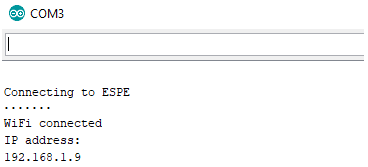 COM3
Connecting to ESPE
.......
WiFi connected
IP address:
192.168.1.9